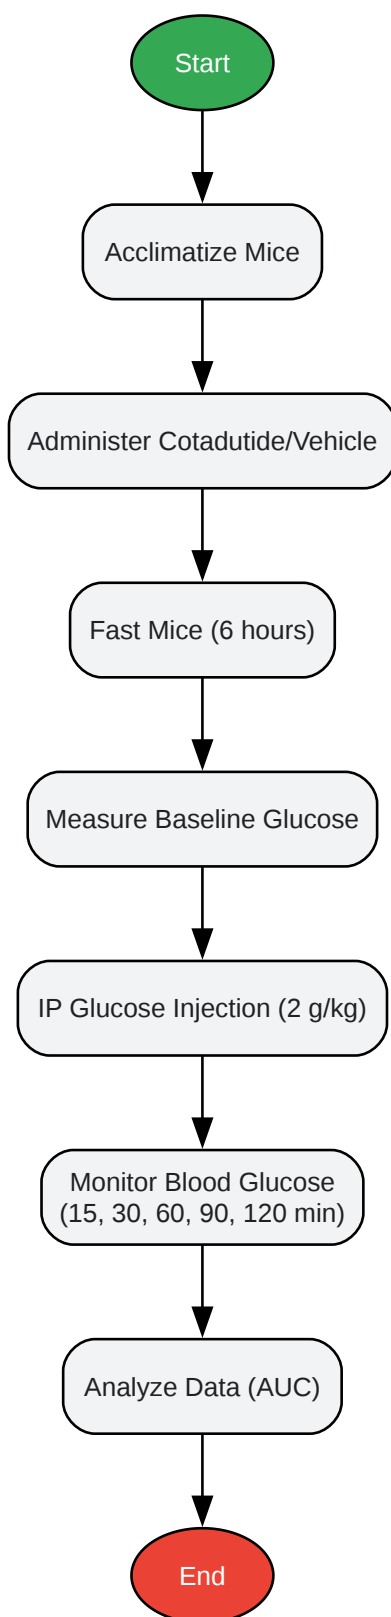 Start
Acclimatize Mice
Administer Cotadutide/Vehicle
Fast Mice (6 hours)
Measure Baseline Glucose
IP Glucose Injection (2 g/kg)
Monitor Blood Glucose
(15, 30, 60, 90, 120 min)
Analyze Data (AUC)
End